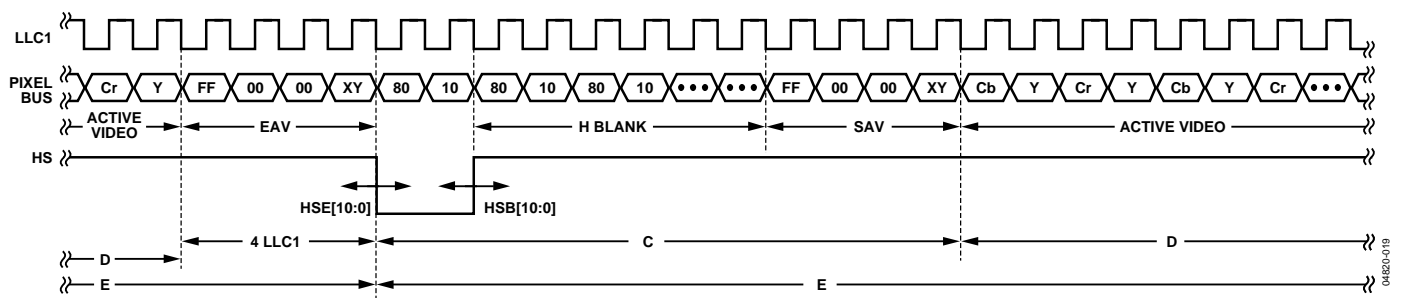 LLC1
PIXEL BUS Cr Y FF 00 00 XY 80 10 80 10 80 10 ••• ••• FF 00 00 XY Cb Y Cr Y Cb Y Cr •••
ACTIVE VIDEO EAV H BLANK SAV ACTIVE VIDEO
HS
HSE[10:0] HSB[10:0]
4 LLC1 C D
D
E E
04820-019